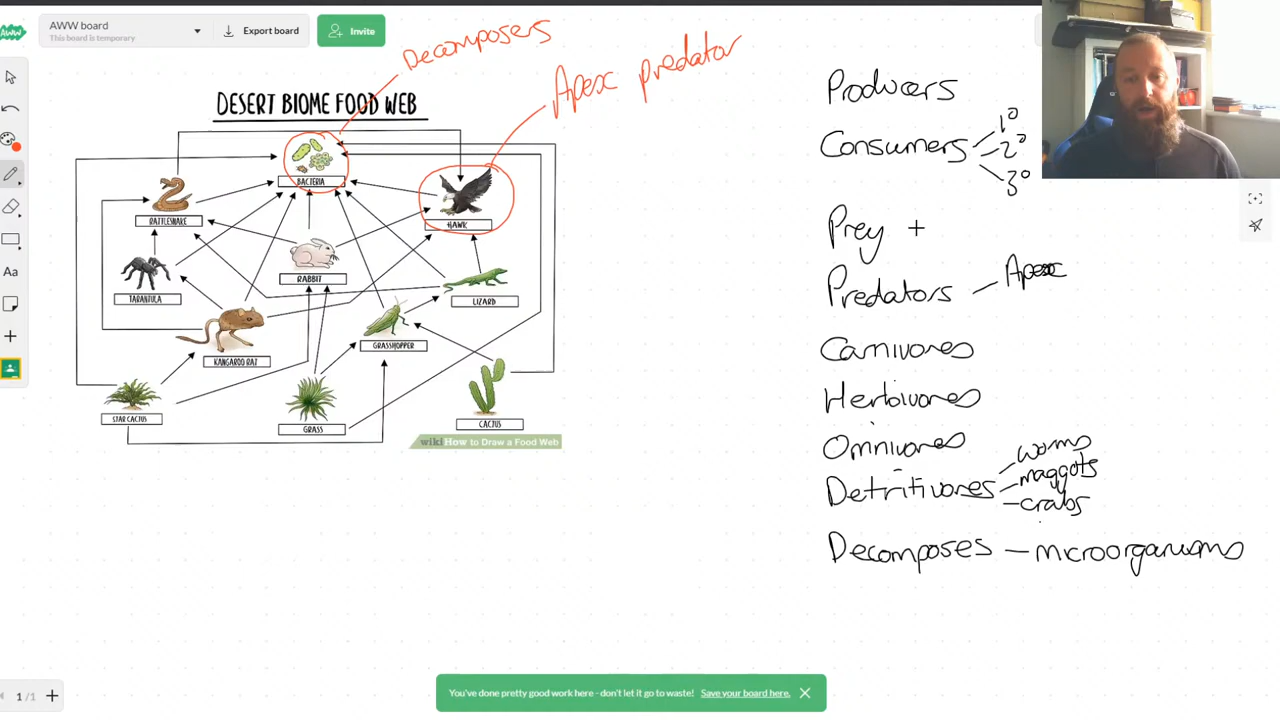 AWW
AWW board
This board is temporary
Export board
Invite
Decomposers
Apex predator
DESERT BIOME FOOD WEB
BACTERIA
RATTLESNAKE
HAWK
RABBIT
TARANTULA
LIZARD
GRASSHOPPER
KANGAROO RAT
STAR CACTUS
GRASS
CACTUS
wikiHow to Draw a Food Web
Producers
Consumers
1°
2°
3°
Prey +
Predators - Apex
Carnivores
Herbivores
Omnivores
Detritivores
worms
maggots
crabs
Decomposes - microorganisms
Aa
1/1
You've done pretty good work here - don't let it go to waste! Save your board here.